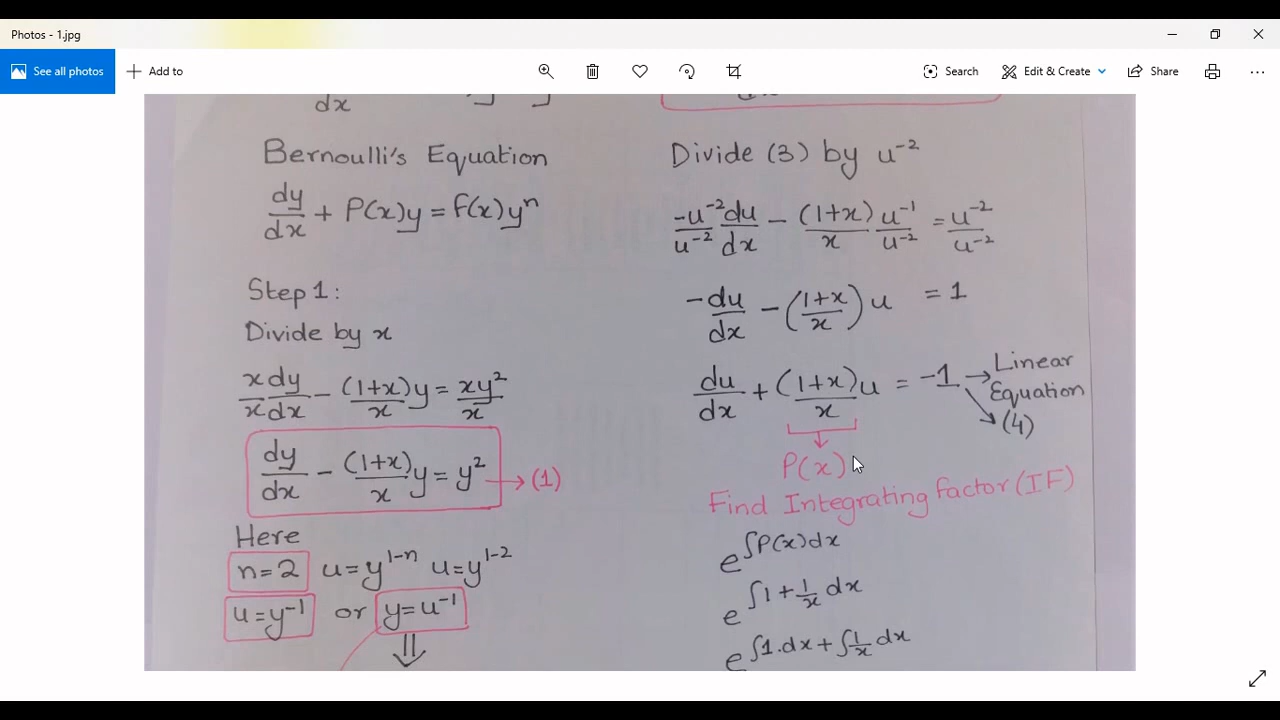 Photos - 1.jpg
See all photos
Add to
Search
Edit & Create
Share
dx
Bernoulli's Equation
dy/dx + P(x)y = f(x)yⁿ
Step 1:
Divide by x
x/x dy/dx - (1+x)/x y = xy²/x
dy/dx - (1+x)/x y = y² → (1)
Here
n=2 u=y¹⁻ⁿ u=y¹⁻²
u=y⁻¹ or y=u⁻¹
Divide (3) by u⁻²
-u⁻²/u⁻² du/dx - (1+x)/x u⁻¹/u⁻² = u⁻²/u⁻²
-du/dx - ((1+x)/x) u = 1
du/dx + (1+x)/x u = -1 → Linear
Equation
(4)
P(x)
Find Integrating factor (IF)
e^∫P(x)dx
e^∫1+1/x dx
e^∫1.dx+∫1/x dx